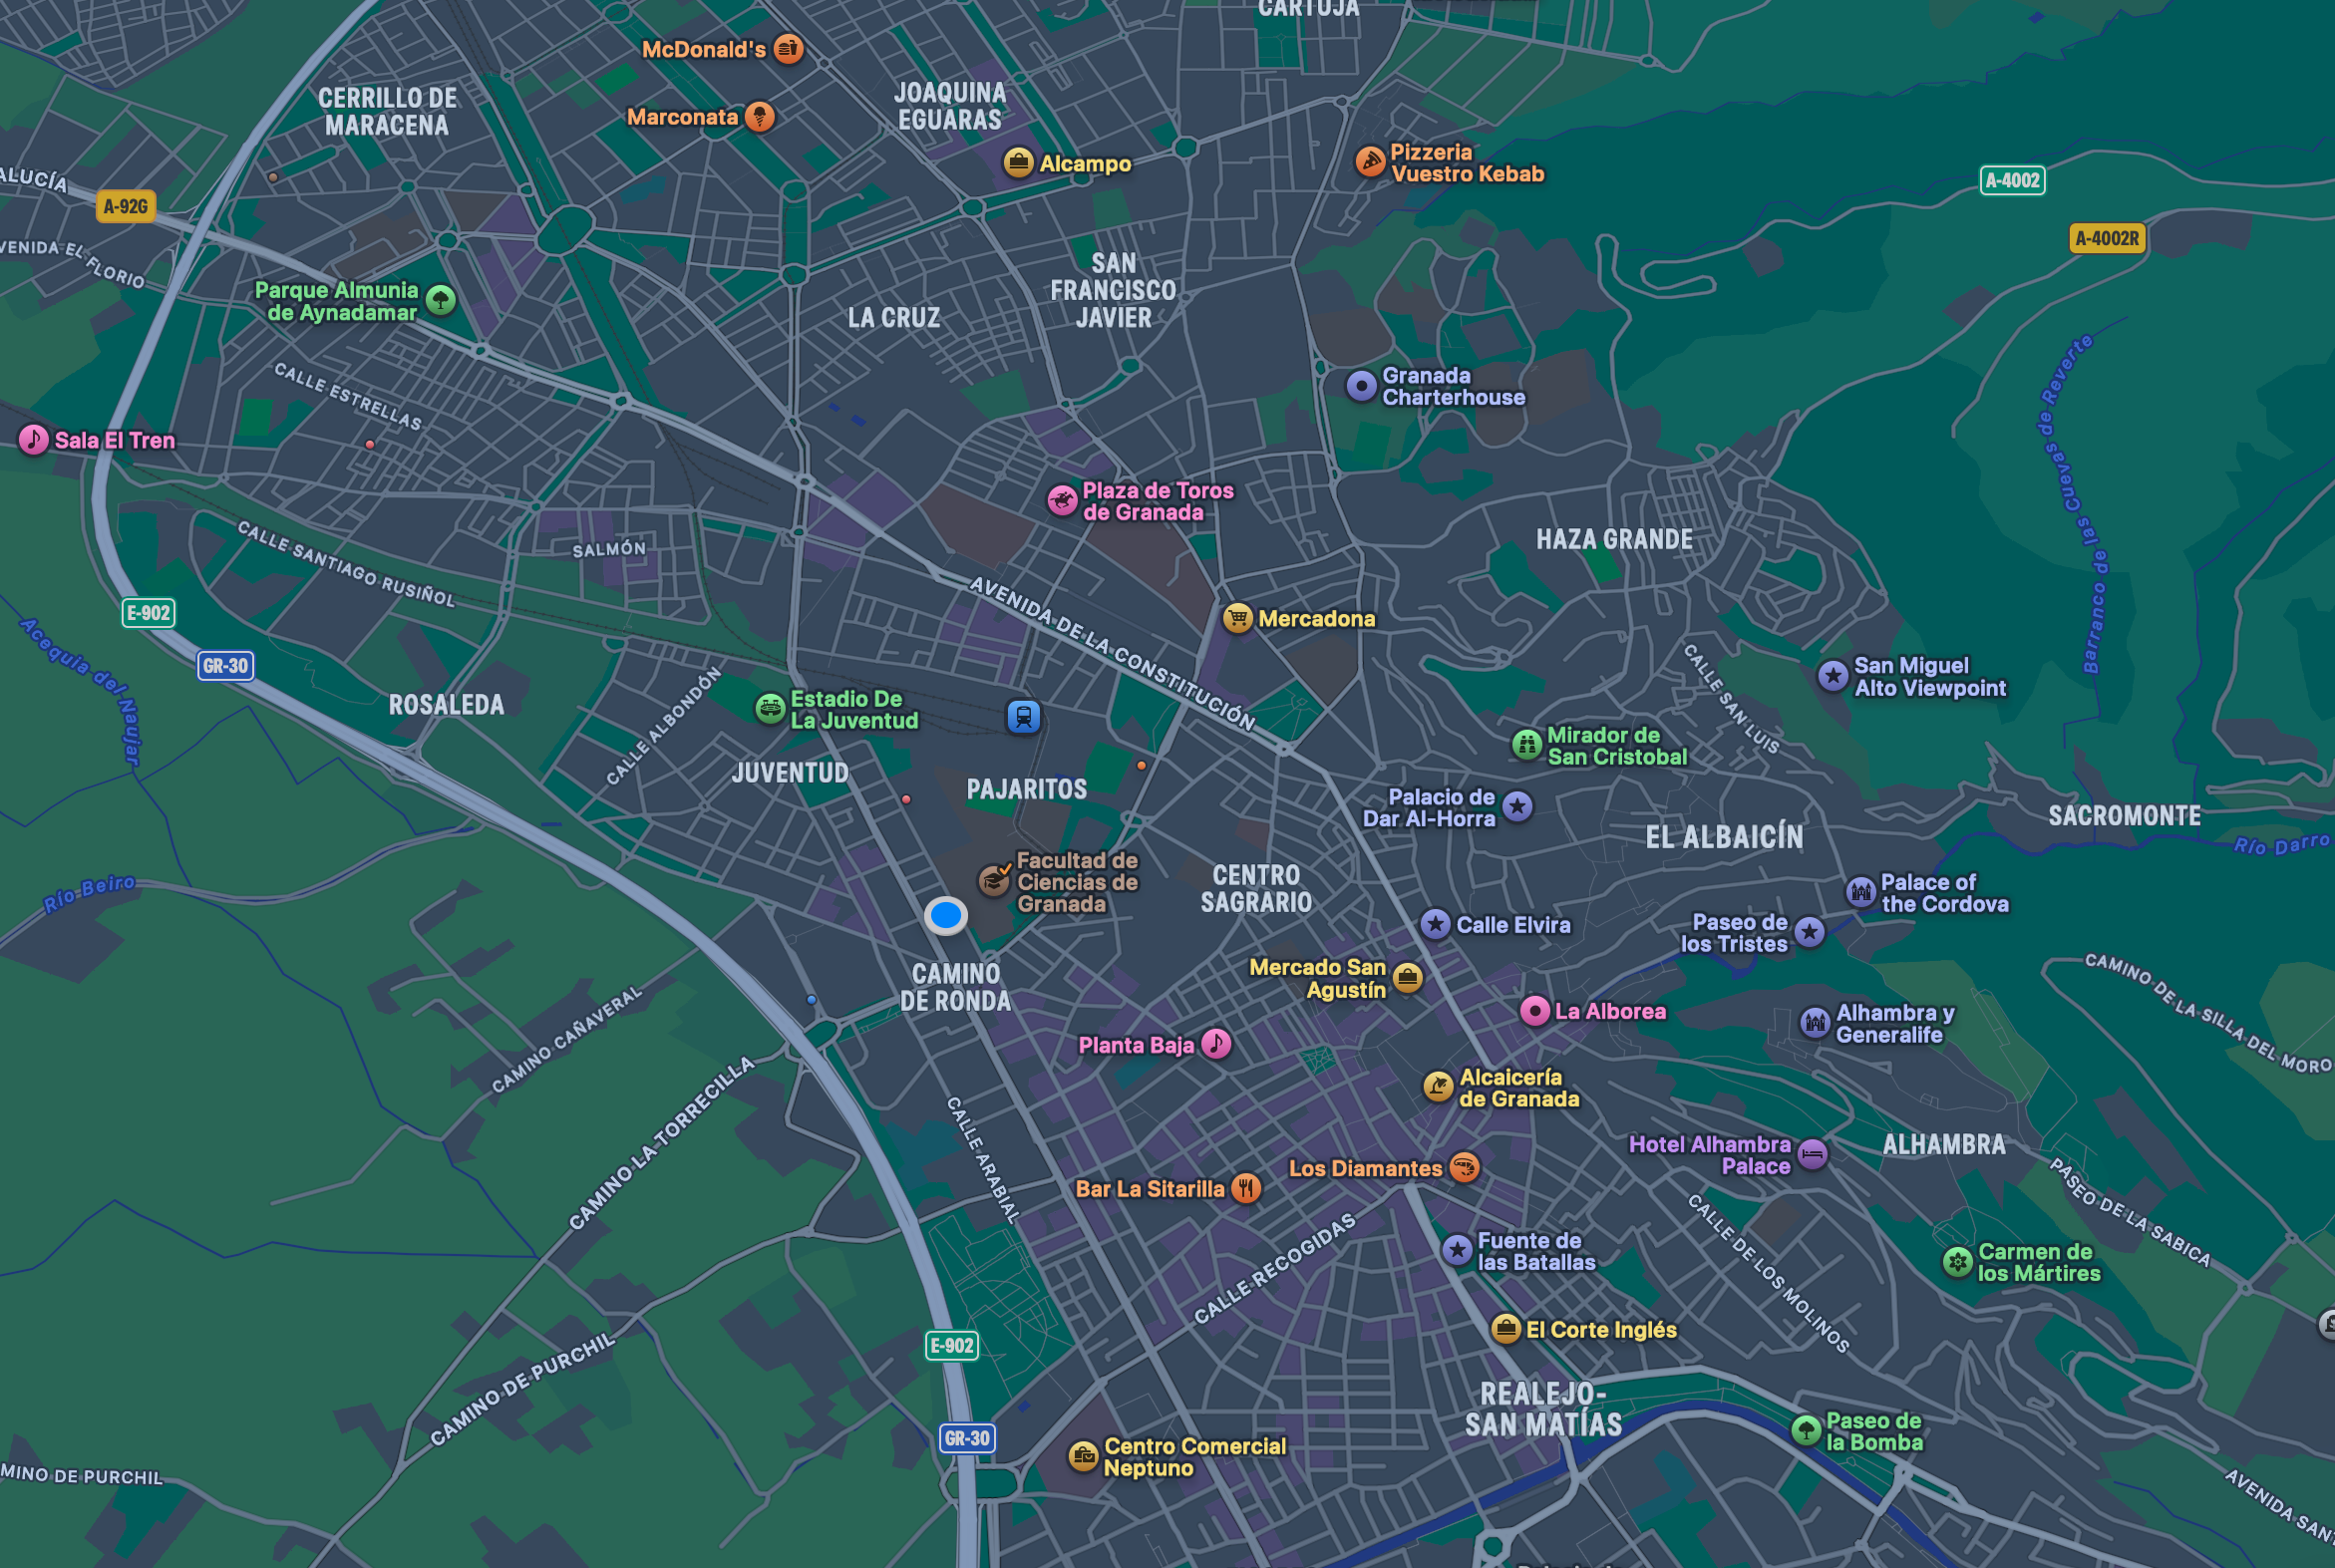 CARTUJA
McDonald's
CERRILLO DE
MARACENA
Marconata
JOAQUINA
EGUARAS
Alcampo
Pizzeria
Vuestro Kebab
A-4002
ALUCÍA
A-92G
A-4002R
VENIDA EL FLORIO
Parque Almunia
de Aynadamar
SAN
FRANCISCO
JAVIER
LA CRUZ
Barranco de las Cuevas de Reverte
CALLE ESTRELLAS
Granada
Charterhouse
Sala El Tren
Plaza de Toros
de Granada
CALLE SANTIAGO RUSIÑOL
SALMÓN
HAZA GRANDE
E-902
AVENIDA DE LA CONSTITUCIÓN
Mercadona
Acequia del Naujar
GR-30
ROSALEDA
CALLE ALBONDÓN
Estadio De
La Juventud
CALLE SAN LUIS
San Miguel
Alto Viewpoint
Mirador de
San Cristobal
JUVENTUD
PAJARITOS
Palacio de
Dar Al-Horra
EL ALBAICÍN
SACROMONTE
Río Darro
Río Beiro
Facultad de
Ciencias de
Granada
CENTRO
SAGRARIO
Calle Elvira
Palace of
the Cordova
Paseo de
los Tristes
CAMINO
DE RONDA
Mercado San
Agustín
CAMINO DE LA SILLA DEL MORO
CAMINO CAÑAVERAL
La Alborea
Alhambra y
Generalife
Planta Baja
CAMINO LA TORRECILLA
CALLE ARABIAL
Alcaicería
de Granada
Hotel Alhambra
Palace
ALHAMBRA
Los Diamantes
Bar La Sitarilla
PASEO DE LA SABICA
CALLE RECOGIDAS
Fuente de
las Batallas
CALLE DE LOS MOLINOS
Carmen de
los Mártires
E-902
El Corte Inglés
CAMINO DE PURCHIL
REALEJO-
SAN MATÍAS
GR-30
Centro Comercial
Neptuno
Paseo de
la Bomba
MINO DE PURCHIL
AVENIDA SANT